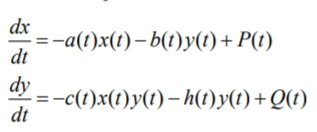 dx/dt = -a(t)x(t) - b(t)y(t) + P(t)
dy/dt = -c(t)x(t)y(t) - h(t)y(t) + Q(t)